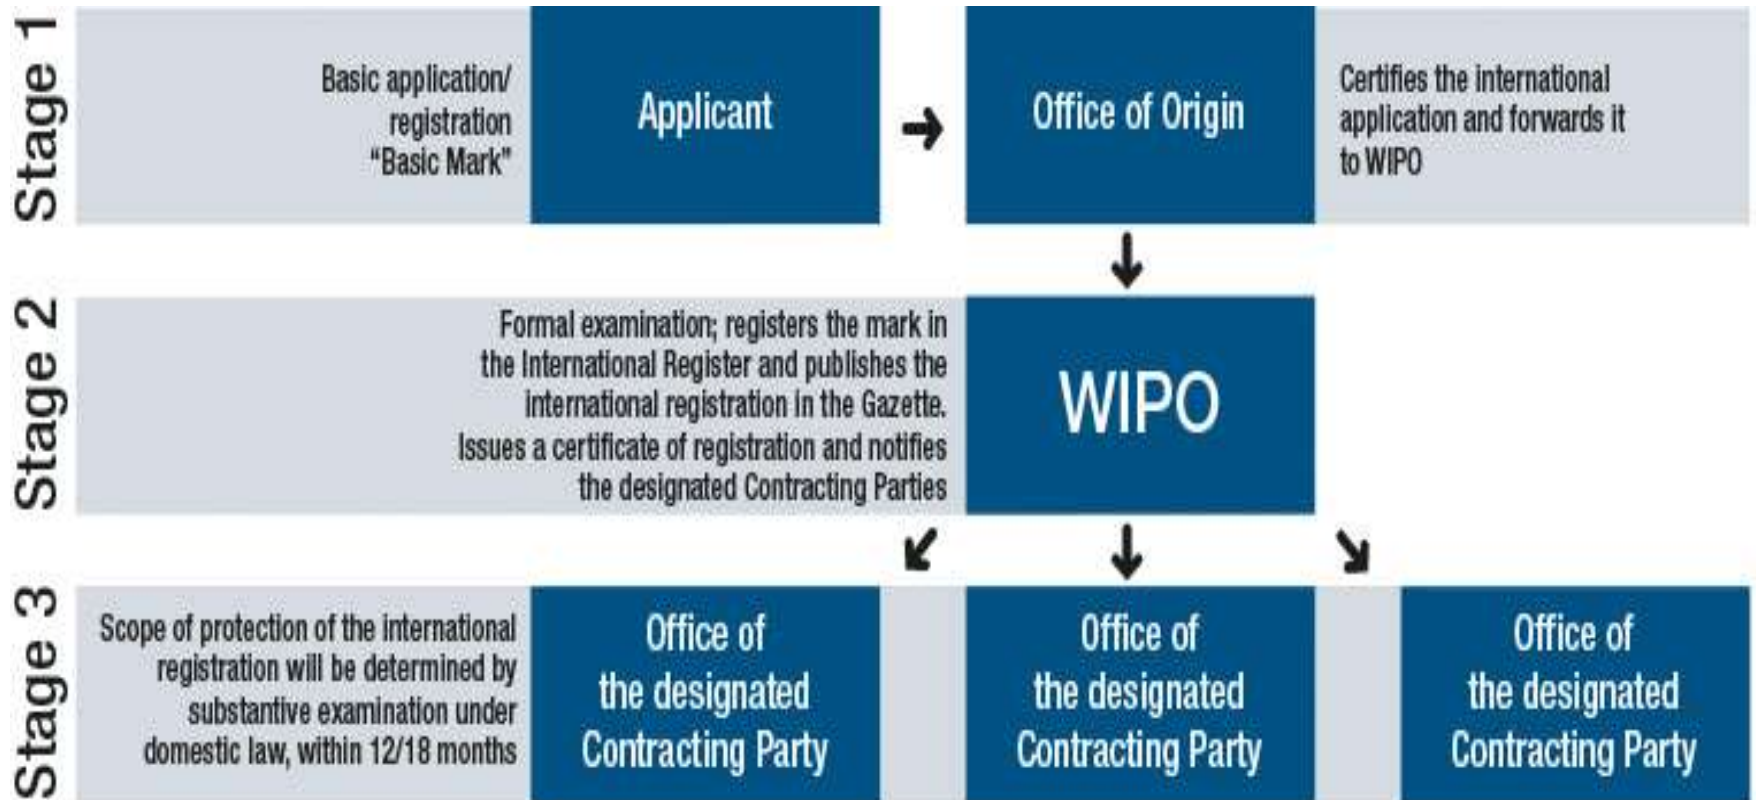 Stage 1
Basic application/
registration
“Basic Mark”
Applicant
Office of Origin
Certifies the international
application and forwards it
to WIPO
Stage 2
Formal examination; registers the mark in
the International Register and publishes the
international registration in the Gazette.
Issues a certificate of registration and notifies
the designated Contracting Parties
WIPO
Stage 3
Scope of protection of the international
registration will be determined by
substantive examination under
domestic law, within 12/18 months
Office of
the designated
Contracting Party
Office of
the designated
Contracting Party
Office of
the designated
Contracting Party